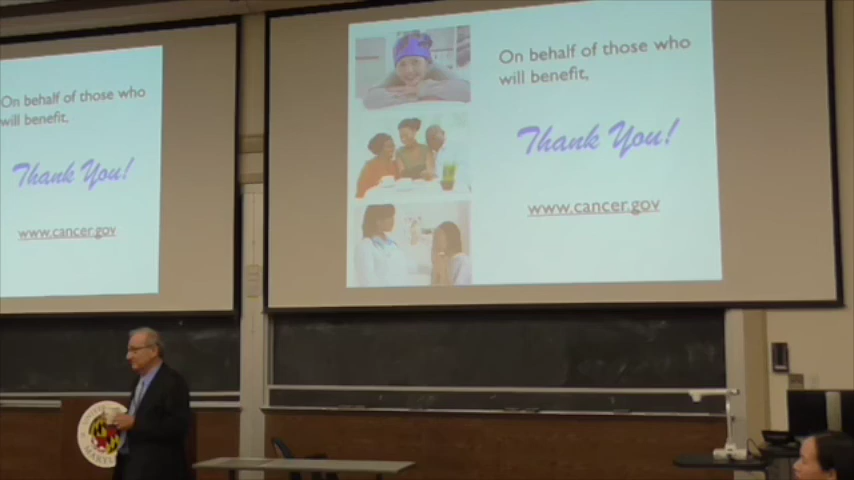 On behalf of those who
will benefit,
Thank You!
www.cancer.gov
On behalf of those who
will benefit,
Thank You!
www.cancer.gov